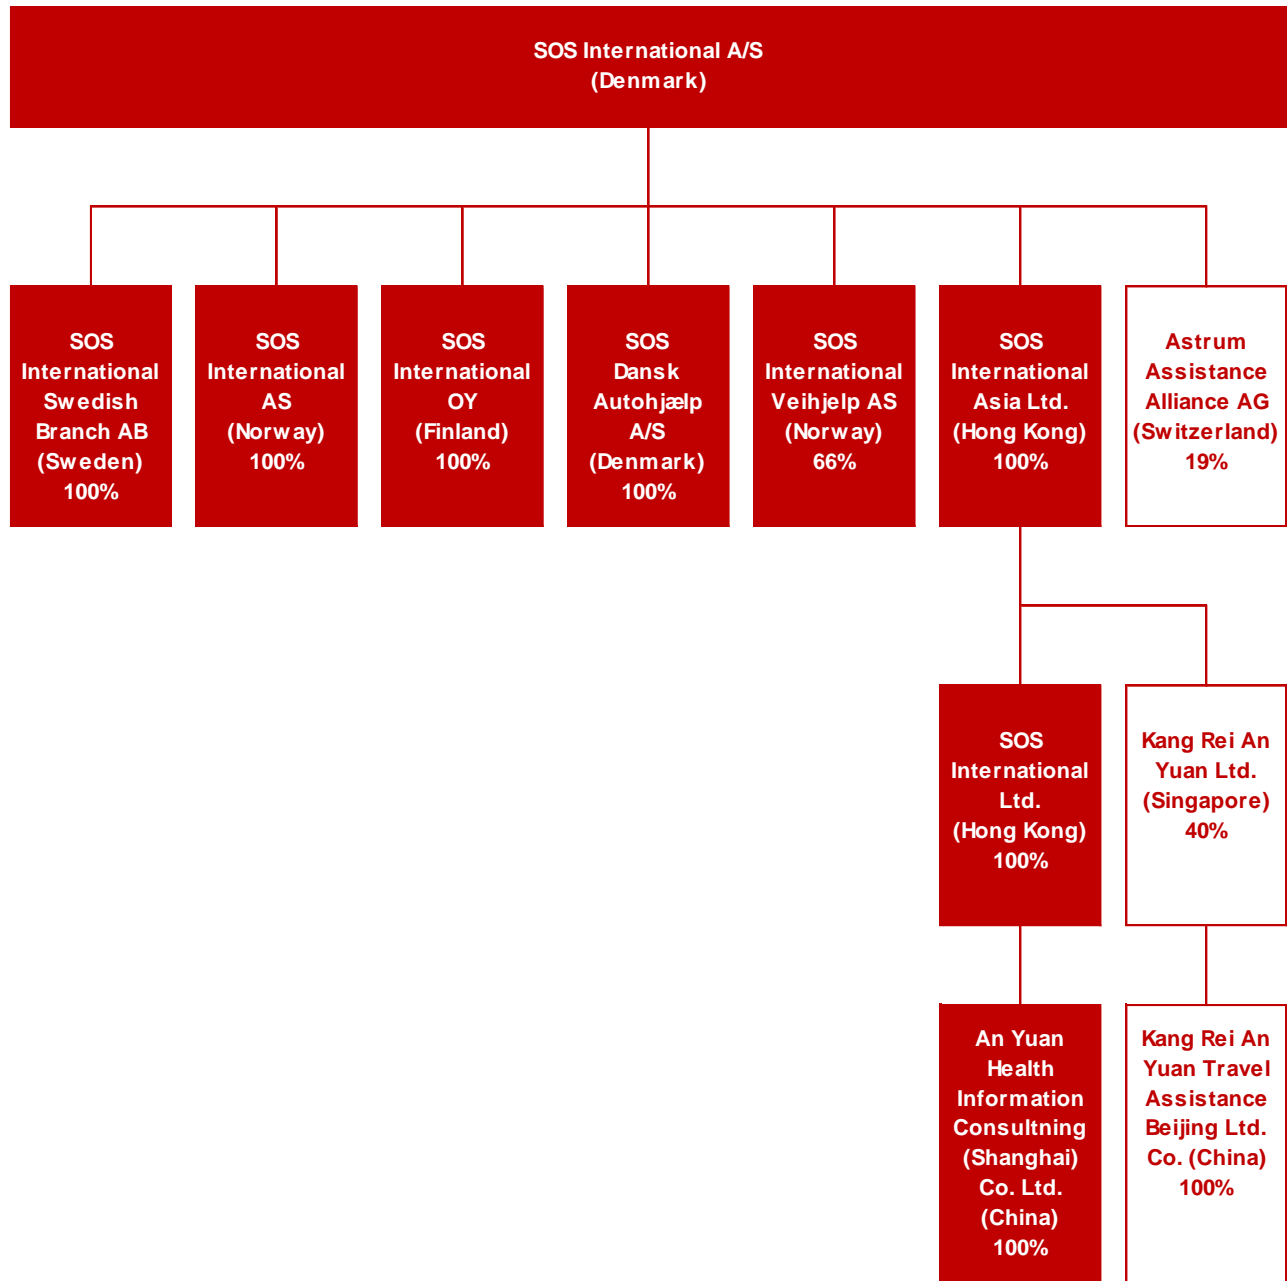 SOS International A/S
(Denmark)
SOS
International
Swedish
Branch AB
(Sweden)
100%
SOS
International
AS
(Norway)
100%
SOS
International
OY
(Finland)
100%
SOS
Dansk
Autohjælp
A/S
(Denmark)
100%
SOS
International
Veihjelp AS
(Norway)
66%
SOS
International
Asia Ltd.
(Hong Kong)
100%
Astrum
Assistance
Alliance AG
(Switzerland)
19%
SOS
International
Ltd.
(Hong Kong)
100%
Kang Rei An
Yuan Ltd.
(Singapore)
40%
An Yuan
Health
Information
Consultning
(Shanghai)
Co. Ltd.
(China)
100%
Kang Rei An
Yuan Travel
Assistance
Beijing Ltd.
Co. (China)
100%